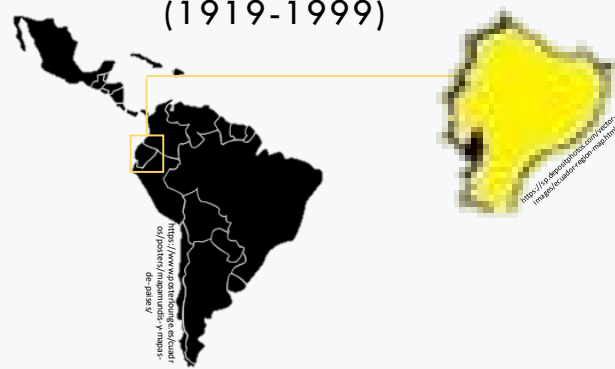 (1919-1999)
https://sp.depositphotos.com/vector-
images/ecuador-region-map.html
https://www.posterlounge.es/cuadr
os/posters/mapamundis-y-mapas-
de-paises/